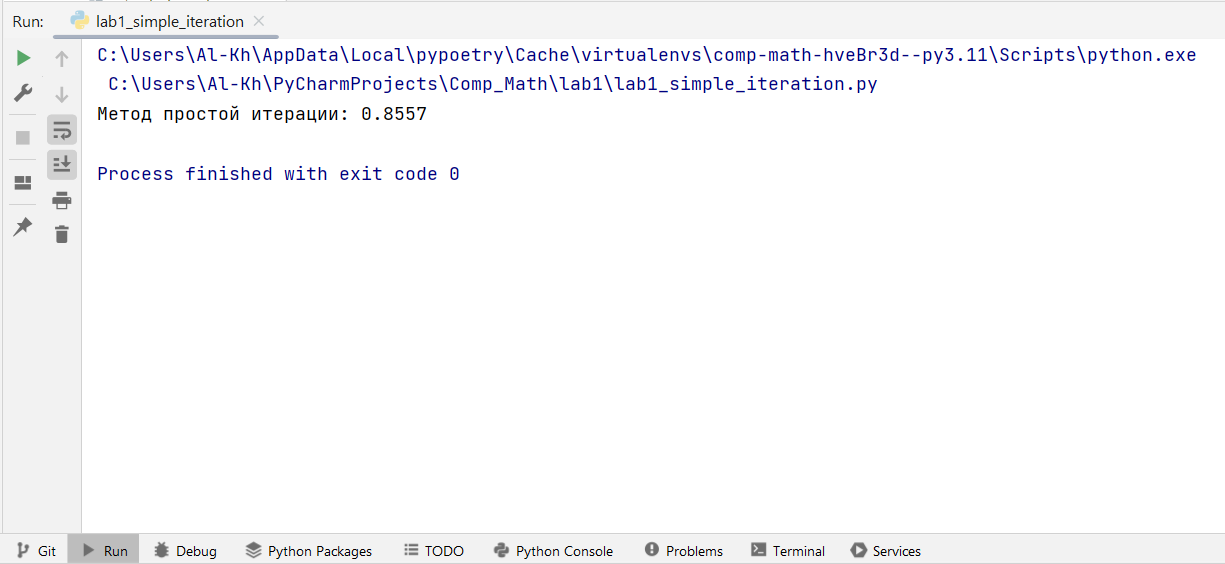 Run: lab1_simple_iteration
C:\Users\Al-Kh\AppData\Local\pypoetry\Cache\virtualenvs\comp-math-hveBr3d--py3.11\Scripts\python.exe
C:\Users\Al-Kh\PyCharmProjects\Comp_Math\lab1\lab1_simple_iteration.py
Метод простой итерации: 0.8557
Process finished with exit code 0
Git Run Debug Python Packages TODO Python Console Problems Terminal Services